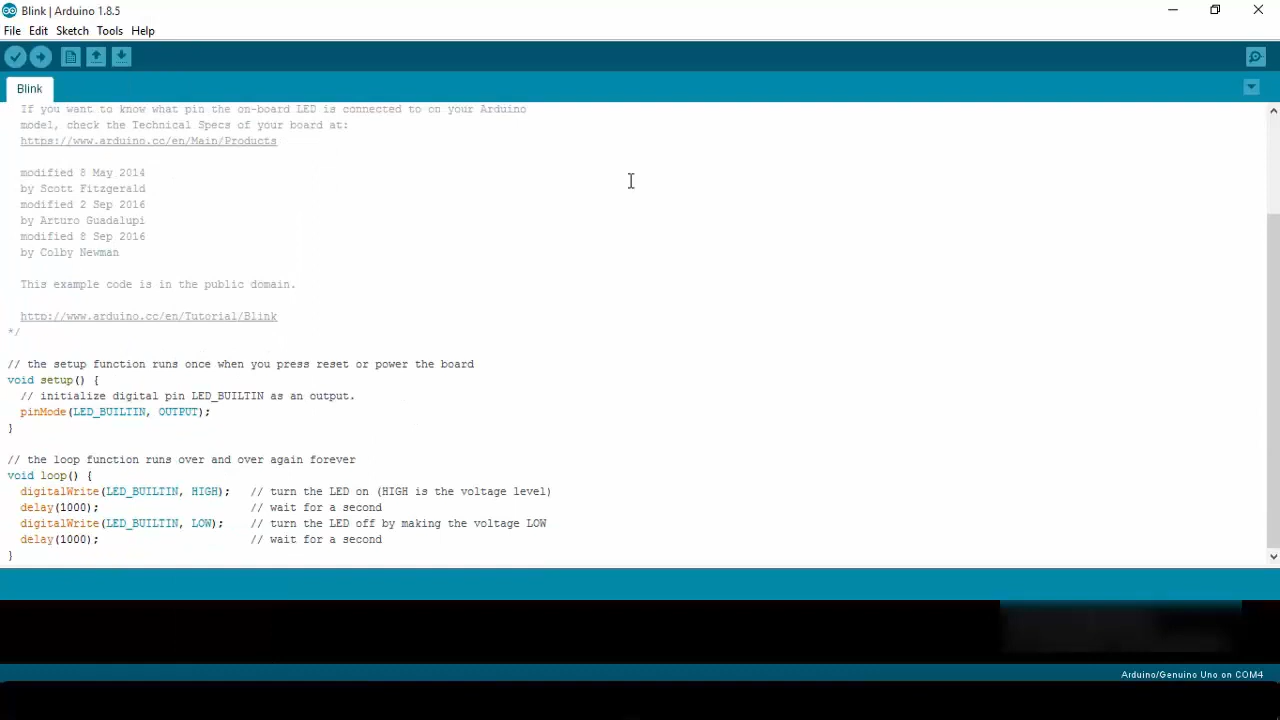 Blink | Arduino 1.8.5
File Edit Sketch Tools Help
Blink
If you want to know what pin the on-board LED is connected to on your Arduino
model, check the Technical Specs of your board at:
https://www.arduino.cc/en/Main/Products
modified 8 May 2014
by Scott Fitzgerald
modified 2 Sep 2016
by Arturo Guadalupi
modified 8 Sep 2016
by Colby Newman
This example code is in the public domain.
http://www.arduino.cc/en/Tutorial/Blink
*/
// the setup function runs once when you press reset or power the board
void setup() {
// initialize digital pin LED_BUILTIN as an output.
pinMode(LED_BUILTIN, OUTPUT);
}
// the loop function runs over and over again forever
void loop() {
digitalWrite(LED_BUILTIN, HIGH); // turn the LED on (HIGH is the voltage level)
delay(1000); // wait for a second
digitalWrite(LED_BUILTIN, LOW); // turn the LED off by making the voltage LOW
delay(1000); // wait for a second
}
Arduino/Genuino Uno on COM4